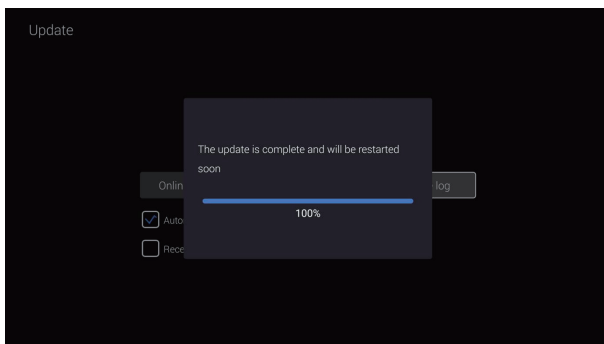 Update
The update is complete and will be restarted
soon
Onlin
log
100%
Auto
Rece